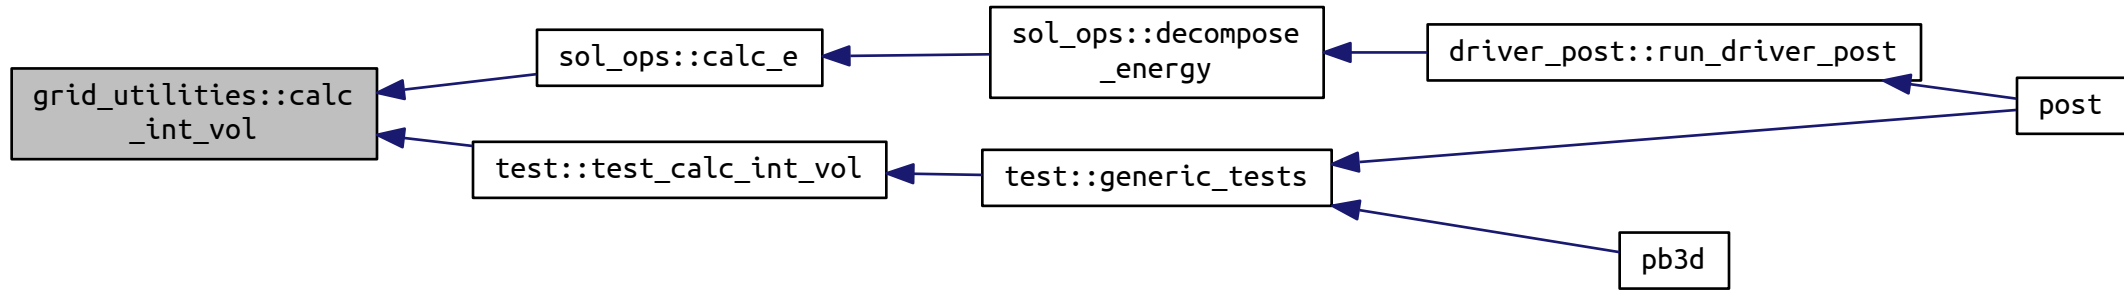 grid_utilities::calc
_int_vol
sol_ops::calc_e
sol_ops::decompose
_energy
driver_post::run_driver_post
post
test::test_calc_int_vol
test::generic_tests
pb3d